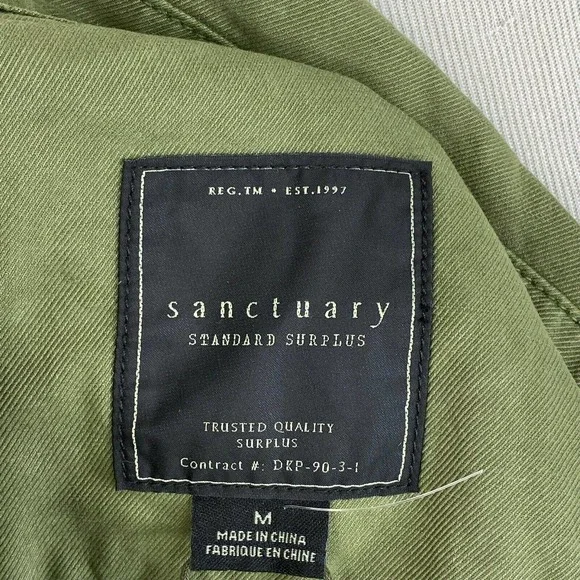 REG.TM • EST.1997
sanctuary
STANDARD SURPLUS
TRUSTED QUALITY
SURPLUS
Contract #: DKP-90-3-1
M
MADE IN CHINA
FABRIQUE EN CHINE